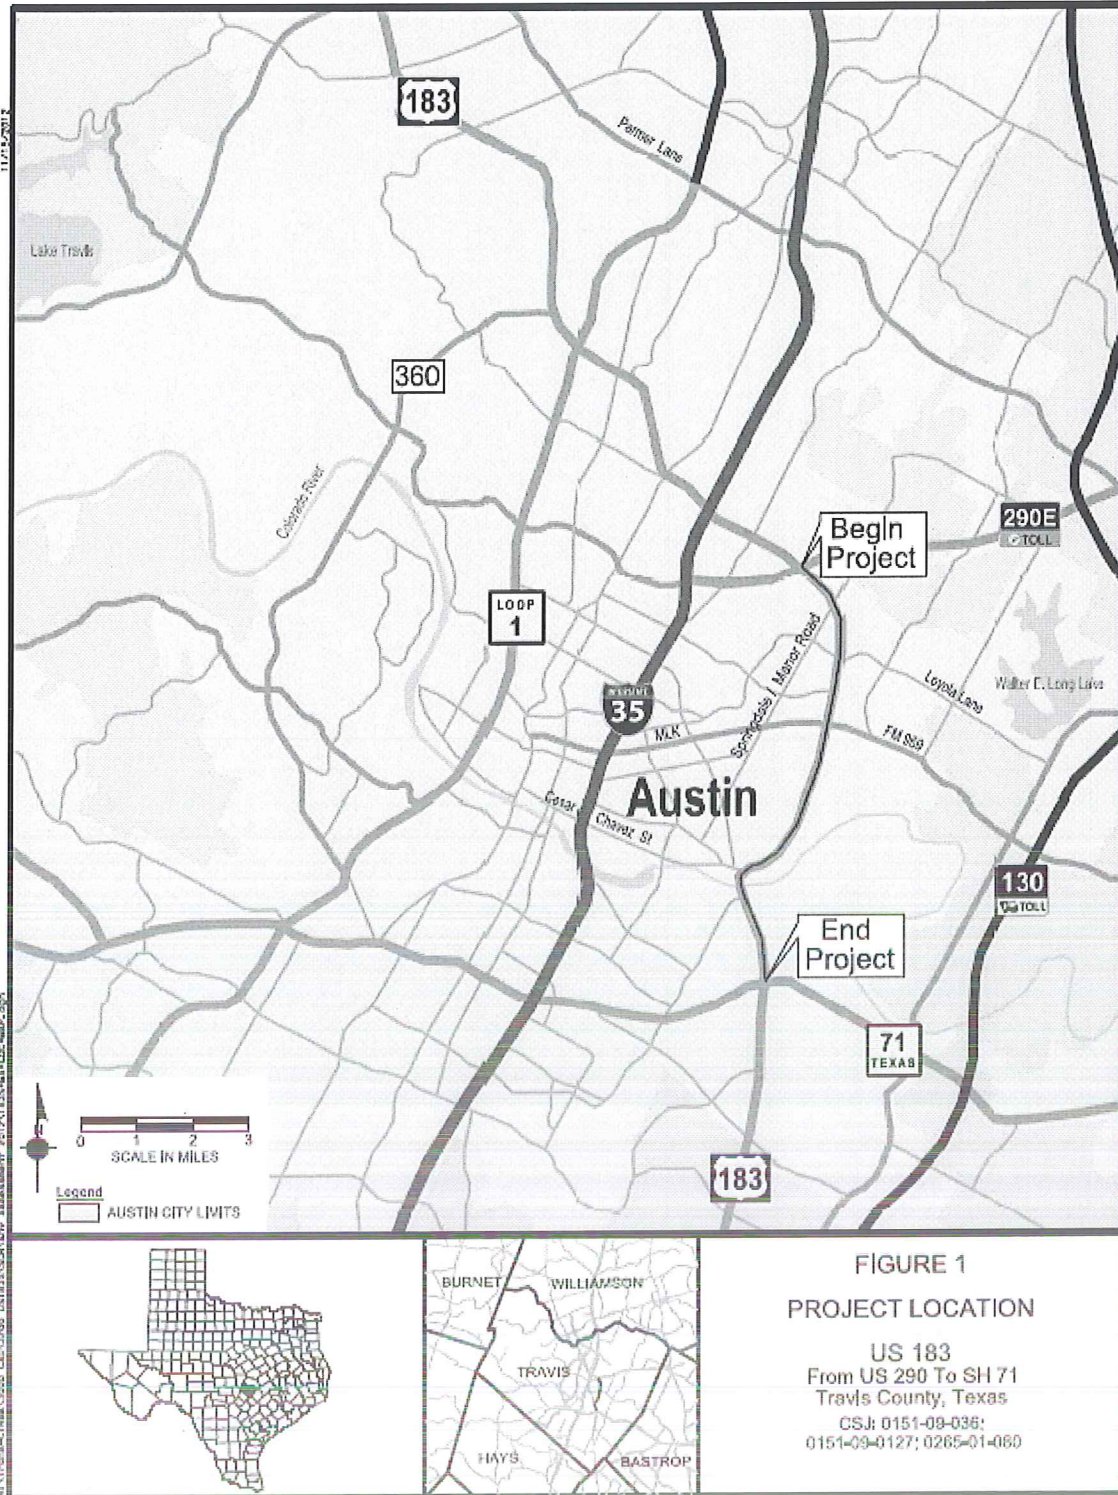 183
Parmer Lane
Lake Travis
360
Colorado River
290E
TOLL
Begin
Project
LOOP
1
Springdale / Manor Road
Loyola Lane
Walter E. Long Lake
INTERSTATE
35
MLK
FM 969
Austin
Cesar Chavez St
130
TOLL
End
Project
71
TEXAS
183
N
0 1 2 3
SCALE IN MILES
Legend
AUSTIN CITY LIMITS
BURNET
WILLIAMSON
TRAVIS
HAYS
BASTROP
FIGURE 1
PROJECT LOCATION
US 183
From US 290 To SH 71
Travis County, Texas
CSJ: 0151-09-036;
0151-09-0127; 0265-01-080